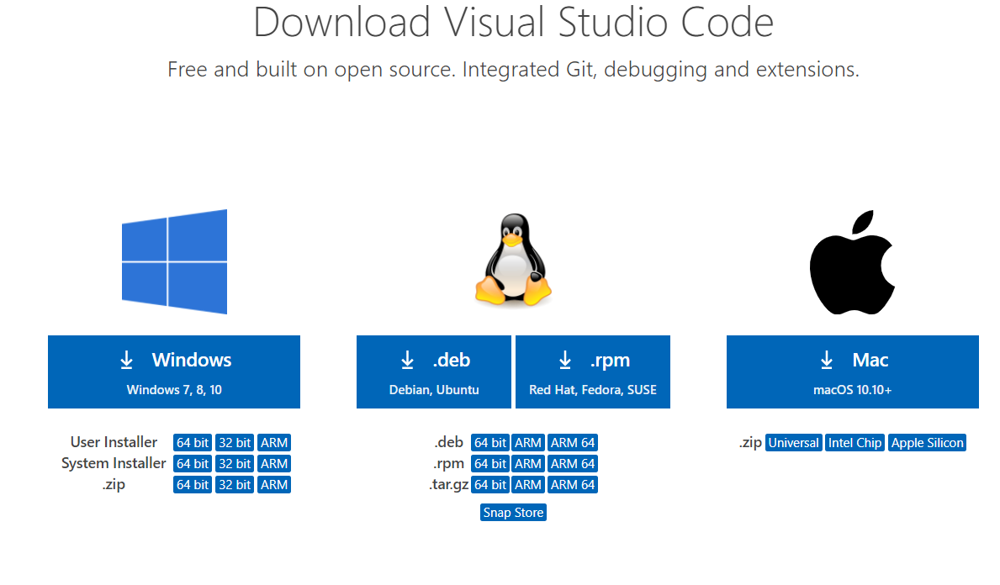 Download Visual Studio Code
Free and built on open source. Integrated Git, debugging and extensions.
Windows
Windows 7, 8, 10
User Installer 64 bit 32 bit ARM
System Installer 64 bit 32 bit ARM
.zip 64 bit 32 bit ARM
.deb
Debian, Ubuntu
.rpm
Red Hat, Fedora, SUSE
.deb 64 bit ARM ARM 64
.rpm 64 bit ARM ARM 64
.tar.gz 64 bit ARM ARM 64
Snap Store
Mac
macOS 10.10+
.zip Universal Intel Chip Apple Silicon